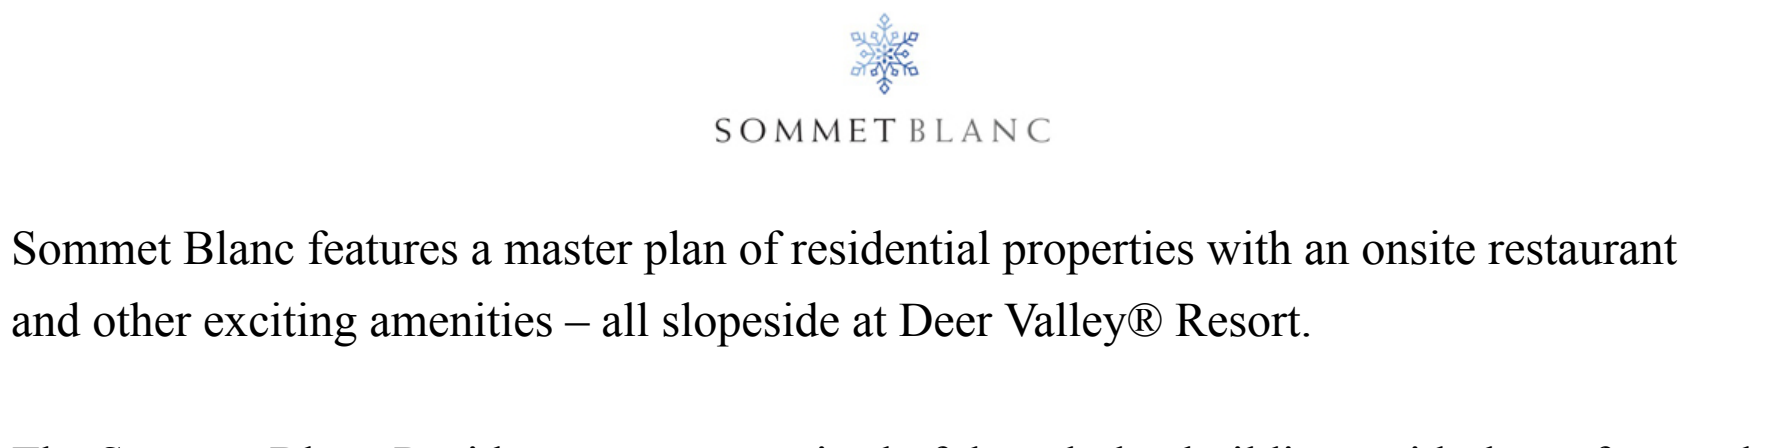 SOMMET BLANC
Sommet Blanc features a master plan of residential properties with an onsite restaurant
and other exciting amenities – all slopeside at Deer Valley® Resort.